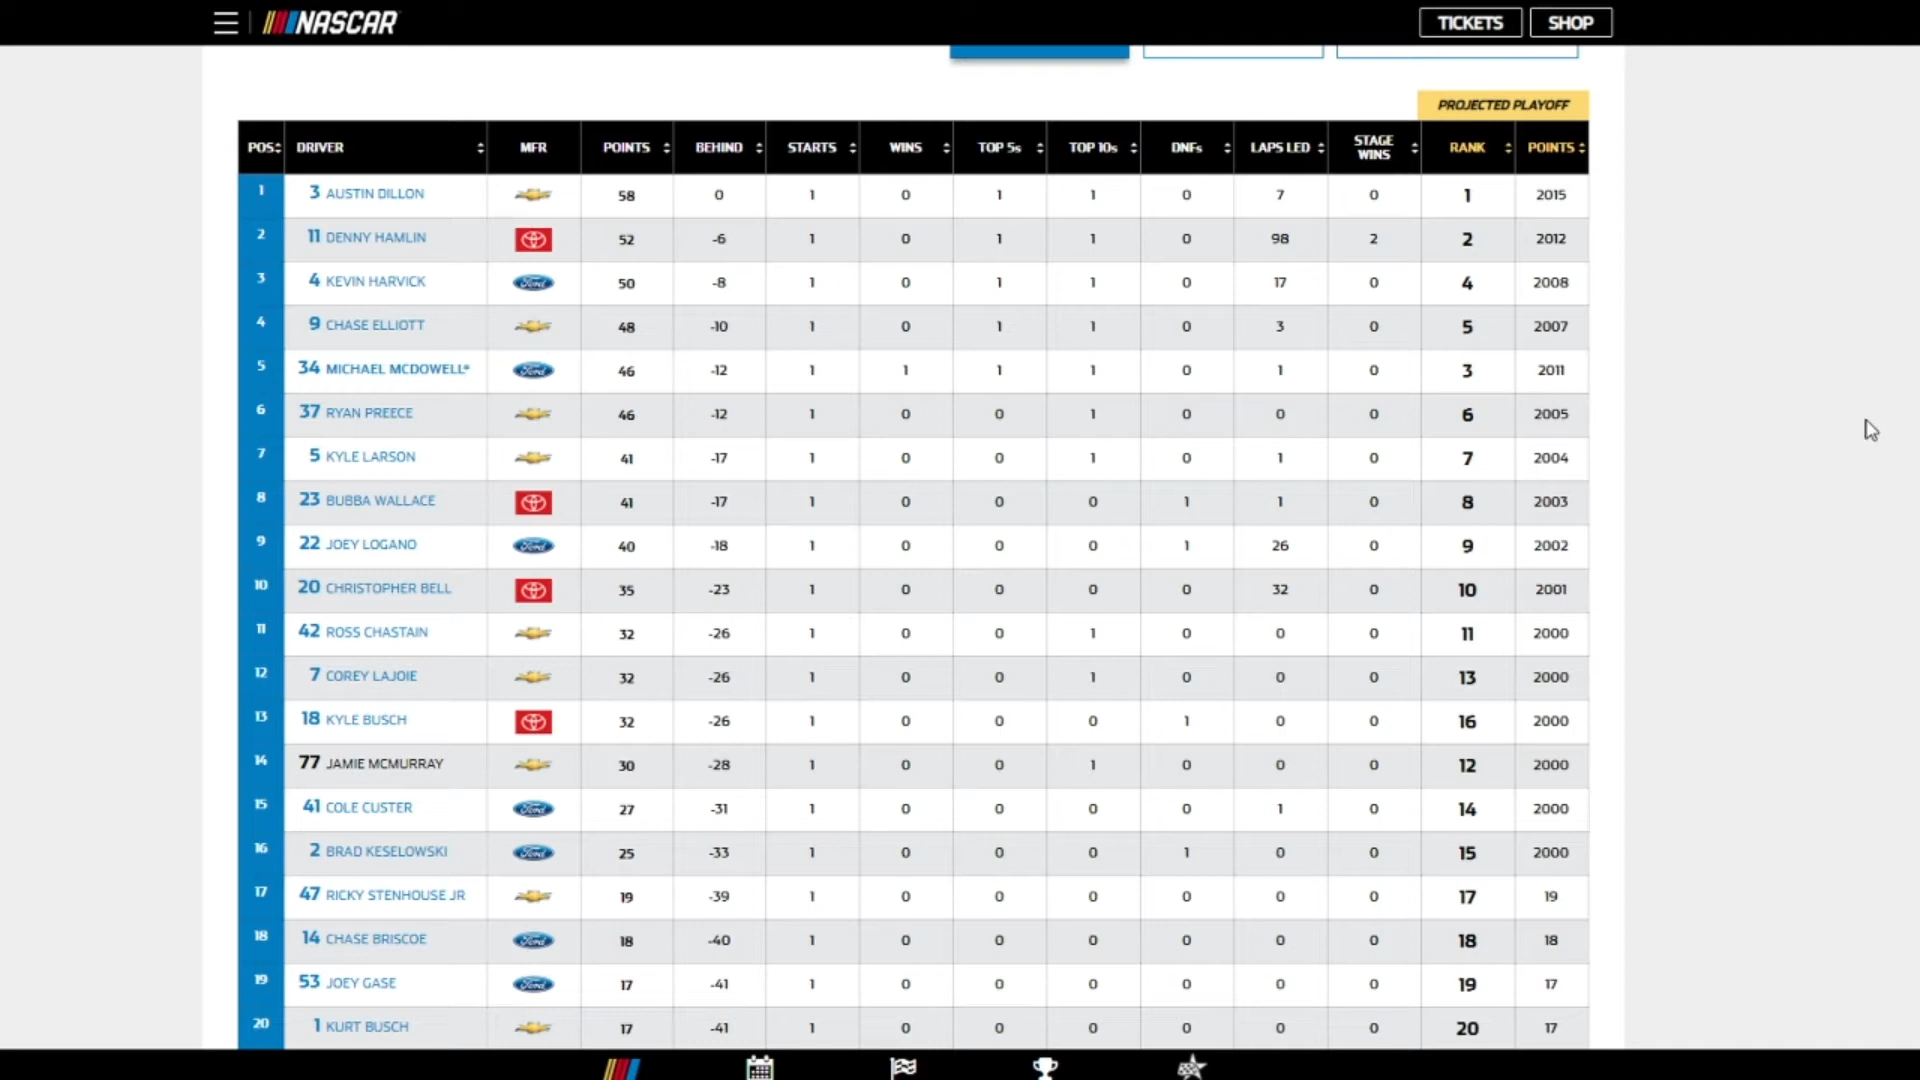 NASCAR TICKETS SHOP
PROJECTED PLAYOFF
POS DRIVER MFR POINTS BEHIND STARTS WINS TOP 5s TOP 10s DNFs LAPS LED STAGE WINS RANK POINTS
1 3 AUSTIN DILLON 58 0 1 0 1 1 0 7 0 1 2015
2 11 DENNY HAMLIN TOYOTA 52 -6 1 0 1 1 0 98 2 2 2012
3 4 KEVIN HARVICK Ford 50 -8 1 0 1 1 0 17 0 4 2008
4 9 CHASE ELLIOTT 48 -10 1 0 1 1 0 3 0 5 2007
5 34 MICHAEL MCDOWELL* Ford 46 -12 1 1 1 1 0 1 0 3 2011
6 37 RYAN PREECE 46 -12 1 0 0 1 0 0 0 6 2005
7 5 KYLE LARSON 41 -17 1 0 0 1 0 1 0 7 2004
8 23 BUBBA WALLACE 41 -17 1 0 0 0 1 1 0 8 2003
9 22 JOEY LOGANO Ford 40 -18 1 0 0 0 1 26 0 9 2002
10 20 CHRISTOPHER BELL 35 -23 1 0 0 0 0 32 0 10 2001
11 42 ROSS CHASTAIN 32 -26 1 0 0 1 0 0 0 11 2000
12 7 COREY LAJOIE 32 -26 1 0 0 1 0 0 0 13 2000
13 18 KYLE BUSCH 32 -26 1 0 0 0 1 0 0 16 2000
14 77 JAMIE MCMURRAY 30 -28 1 0 0 1 0 0 0 12 2000
15 41 COLE CUSTER Ford 27 -31 1 0 0 0 0 1 0 14 2000
16 2 BRAD KESELOWSKI Ford 25 -33 1 0 0 0 1 0 0 15 2000
17 47 RICKY STENHOUSE JR 19 -39 1 0 0 0 0 0 0 17 19
18 14 CHASE BRISCOE Ford 18 -40 1 0 0 0 0 0 0 18 18
19 53 JOEY GASE Ford 17 -41 1 0 0 0 0 0 0 19 17
20 1 KURT BUSCH 17 -41 1 0 0 0 0 0 0 20 17